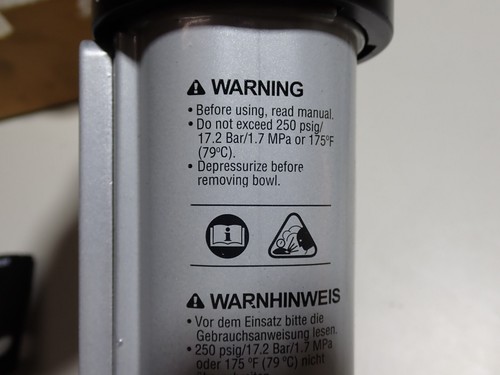 WARNING
• Before using, read manual.
• Do not exceed 250 psig/
17.2 Bar/1.7 MPa or 175°F
(79°C).
• Depressurize before
removing bowl.
WARNHINWEIS
• Vor dem Einsatz bitte die
Gebrauchsanweisung lesen.
• 250 psig/17.2 Bar/1.7 MPa
oder 175 °F (79 °C) nicht